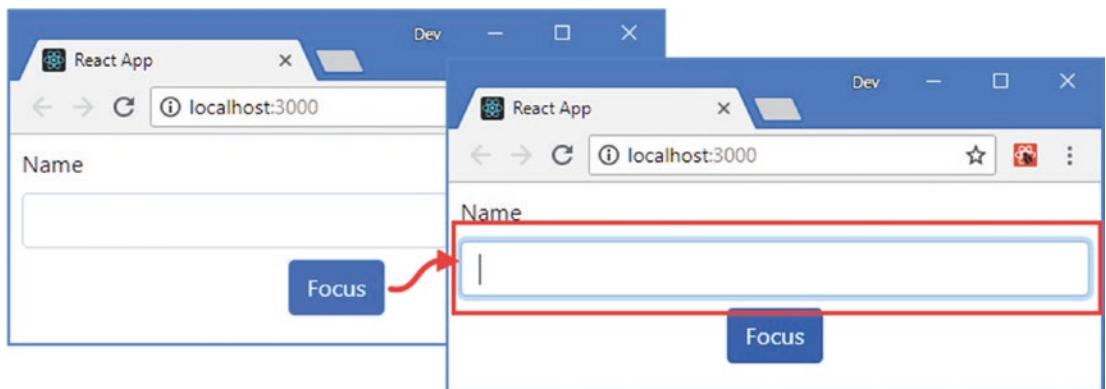 Dev
React App
localhost:3000
Name
Focus
Dev
React App
localhost:3000
Name
Focus